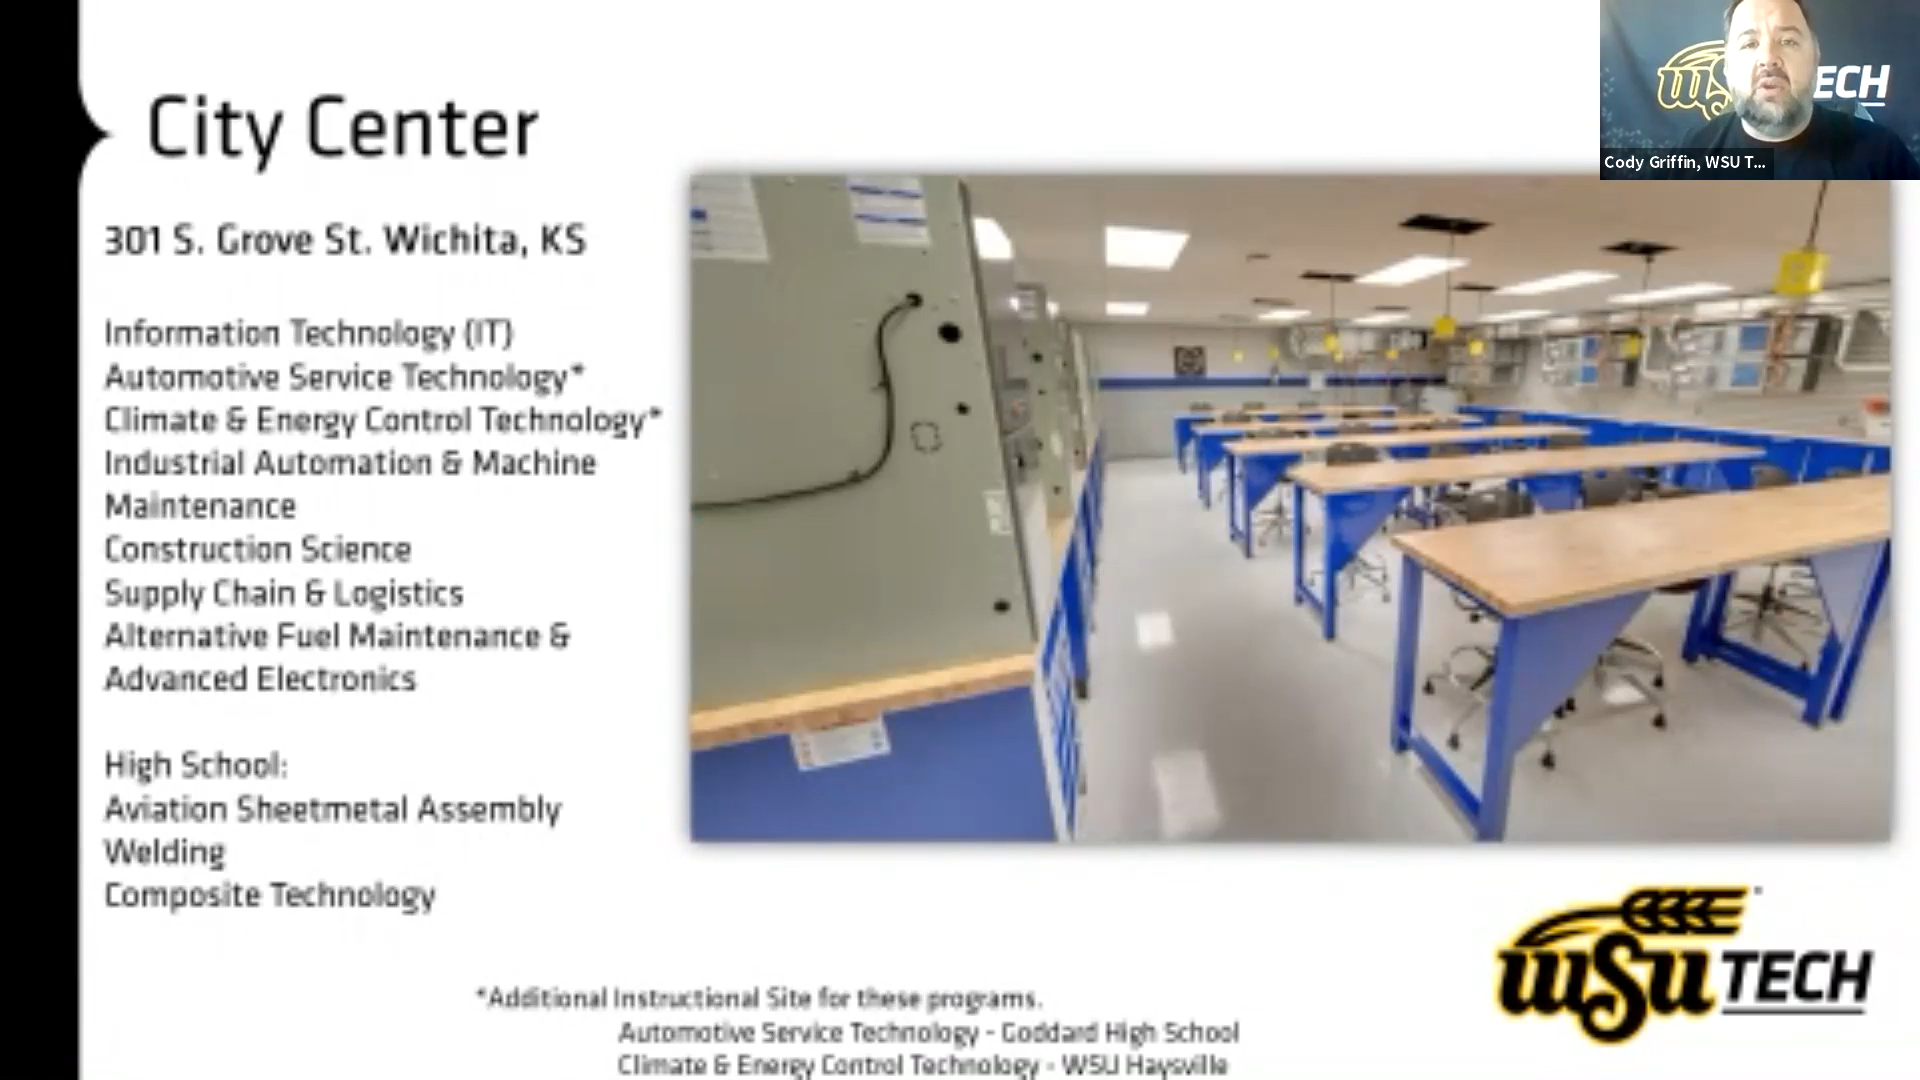 City Center
301 S. Grove St. Wichita, KS
Information Technology (IT)
Automotive Service Technology*
Climate & Energy Control Technology*
Industrial Automation & Machine
Maintenance
Construction Science
Supply Chain & Logistics
Alternative Fuel Maintenance &
Advanced Electronics
High School:
Aviation Sheetmetal Assembly
Welding
Composite Technology
*Additional Instructional Site for these programs.
Automotive Service Technology - Goddard High School
Climate & Energy Control Technology - WSU Haysville
WSU TECH
Cody Griffin, WSU T...